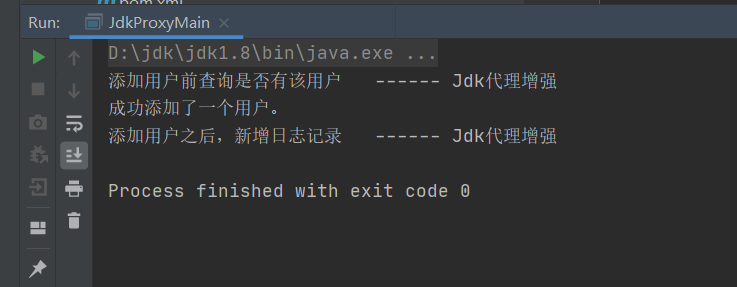 pom.xml
Run: JdkProxyMain ×
D:\jdk\jdk1.8\bin\java.exe ...
添加用户前查询是否有该用户   ------ Jdk代理增强
成功添加了一个用户。
添加用户之后，新增日志记录   ------ Jdk代理增强
Process finished with exit code 0